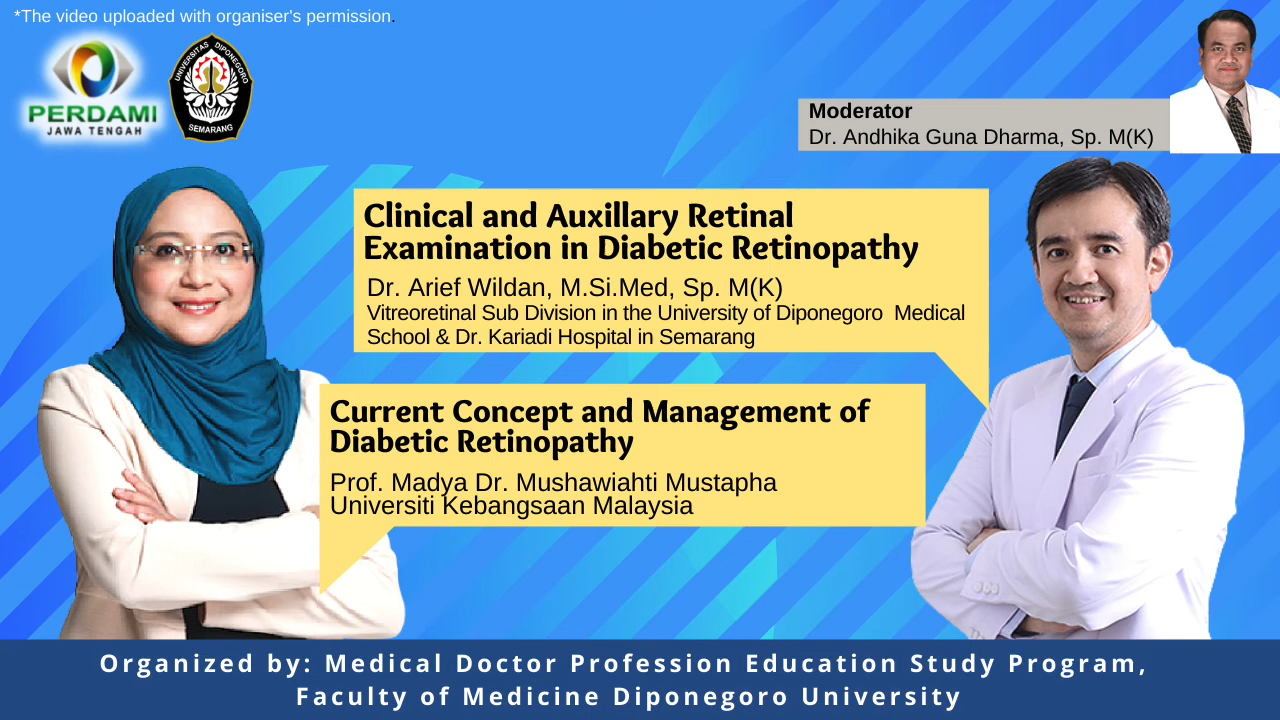 *The video uploaded with organiser's permission.
PERDAMI
JAWA TENGAH
UNIVERSITAS DIPONEGORO
SEMARANG
Moderator
Dr. Andhika Guna Dharma, Sp. M(K)
Clinical and Auxillary Retinal
Examination in Diabetic Retinopathy
Dr. Arief Wildan, M.Si.Med, Sp. M(K)
Vitreoretinal Sub Division in the University of Diponegoro Medical
School & Dr. Kariadi Hospital in Semarang
Current Concept and Management of
Diabetic Retinopathy
Prof. Madya Dr. Mushawiahti Mustapha
Universiti Kebangsaan Malaysia
Organized by: Medical Doctor Profession Education Study Program,
Faculty of Medicine Diponegoro University